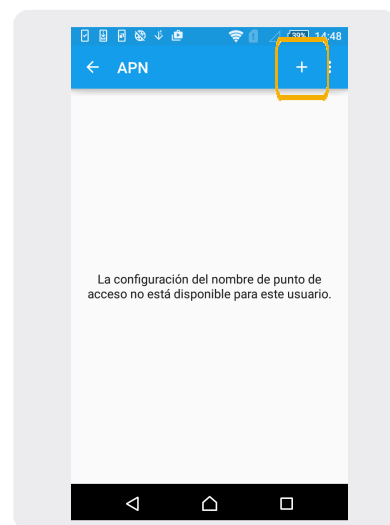 39% 14:48
APN
La configuración del nombre de punto de
acceso no está disponible para este usuario.